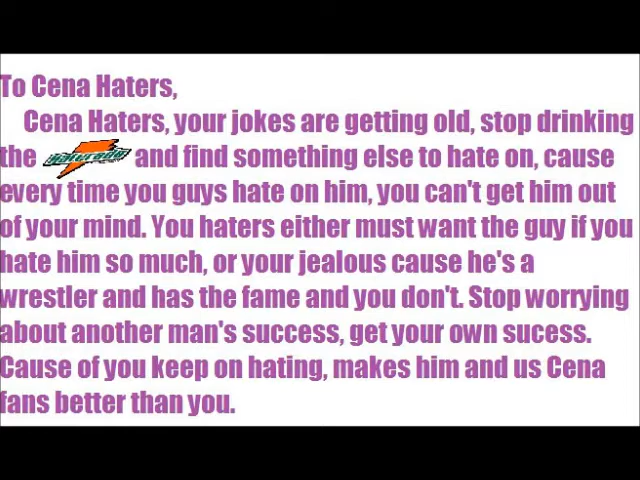 To Cena Haters,
Cena Haters, your jokes are getting old, stop drinking
the Haterade and find something else to hate on, cause
every time you guys hate on him, you can't get him out
of your mind. You haters either must want the guy if you
hate him so much, or your jealous cause he's a
wrestler and has the fame and you don't. Stop worrying
about another man's success, get your own sucess.
Cause of you keep on hating, makes him and us Cena
fans better than you.